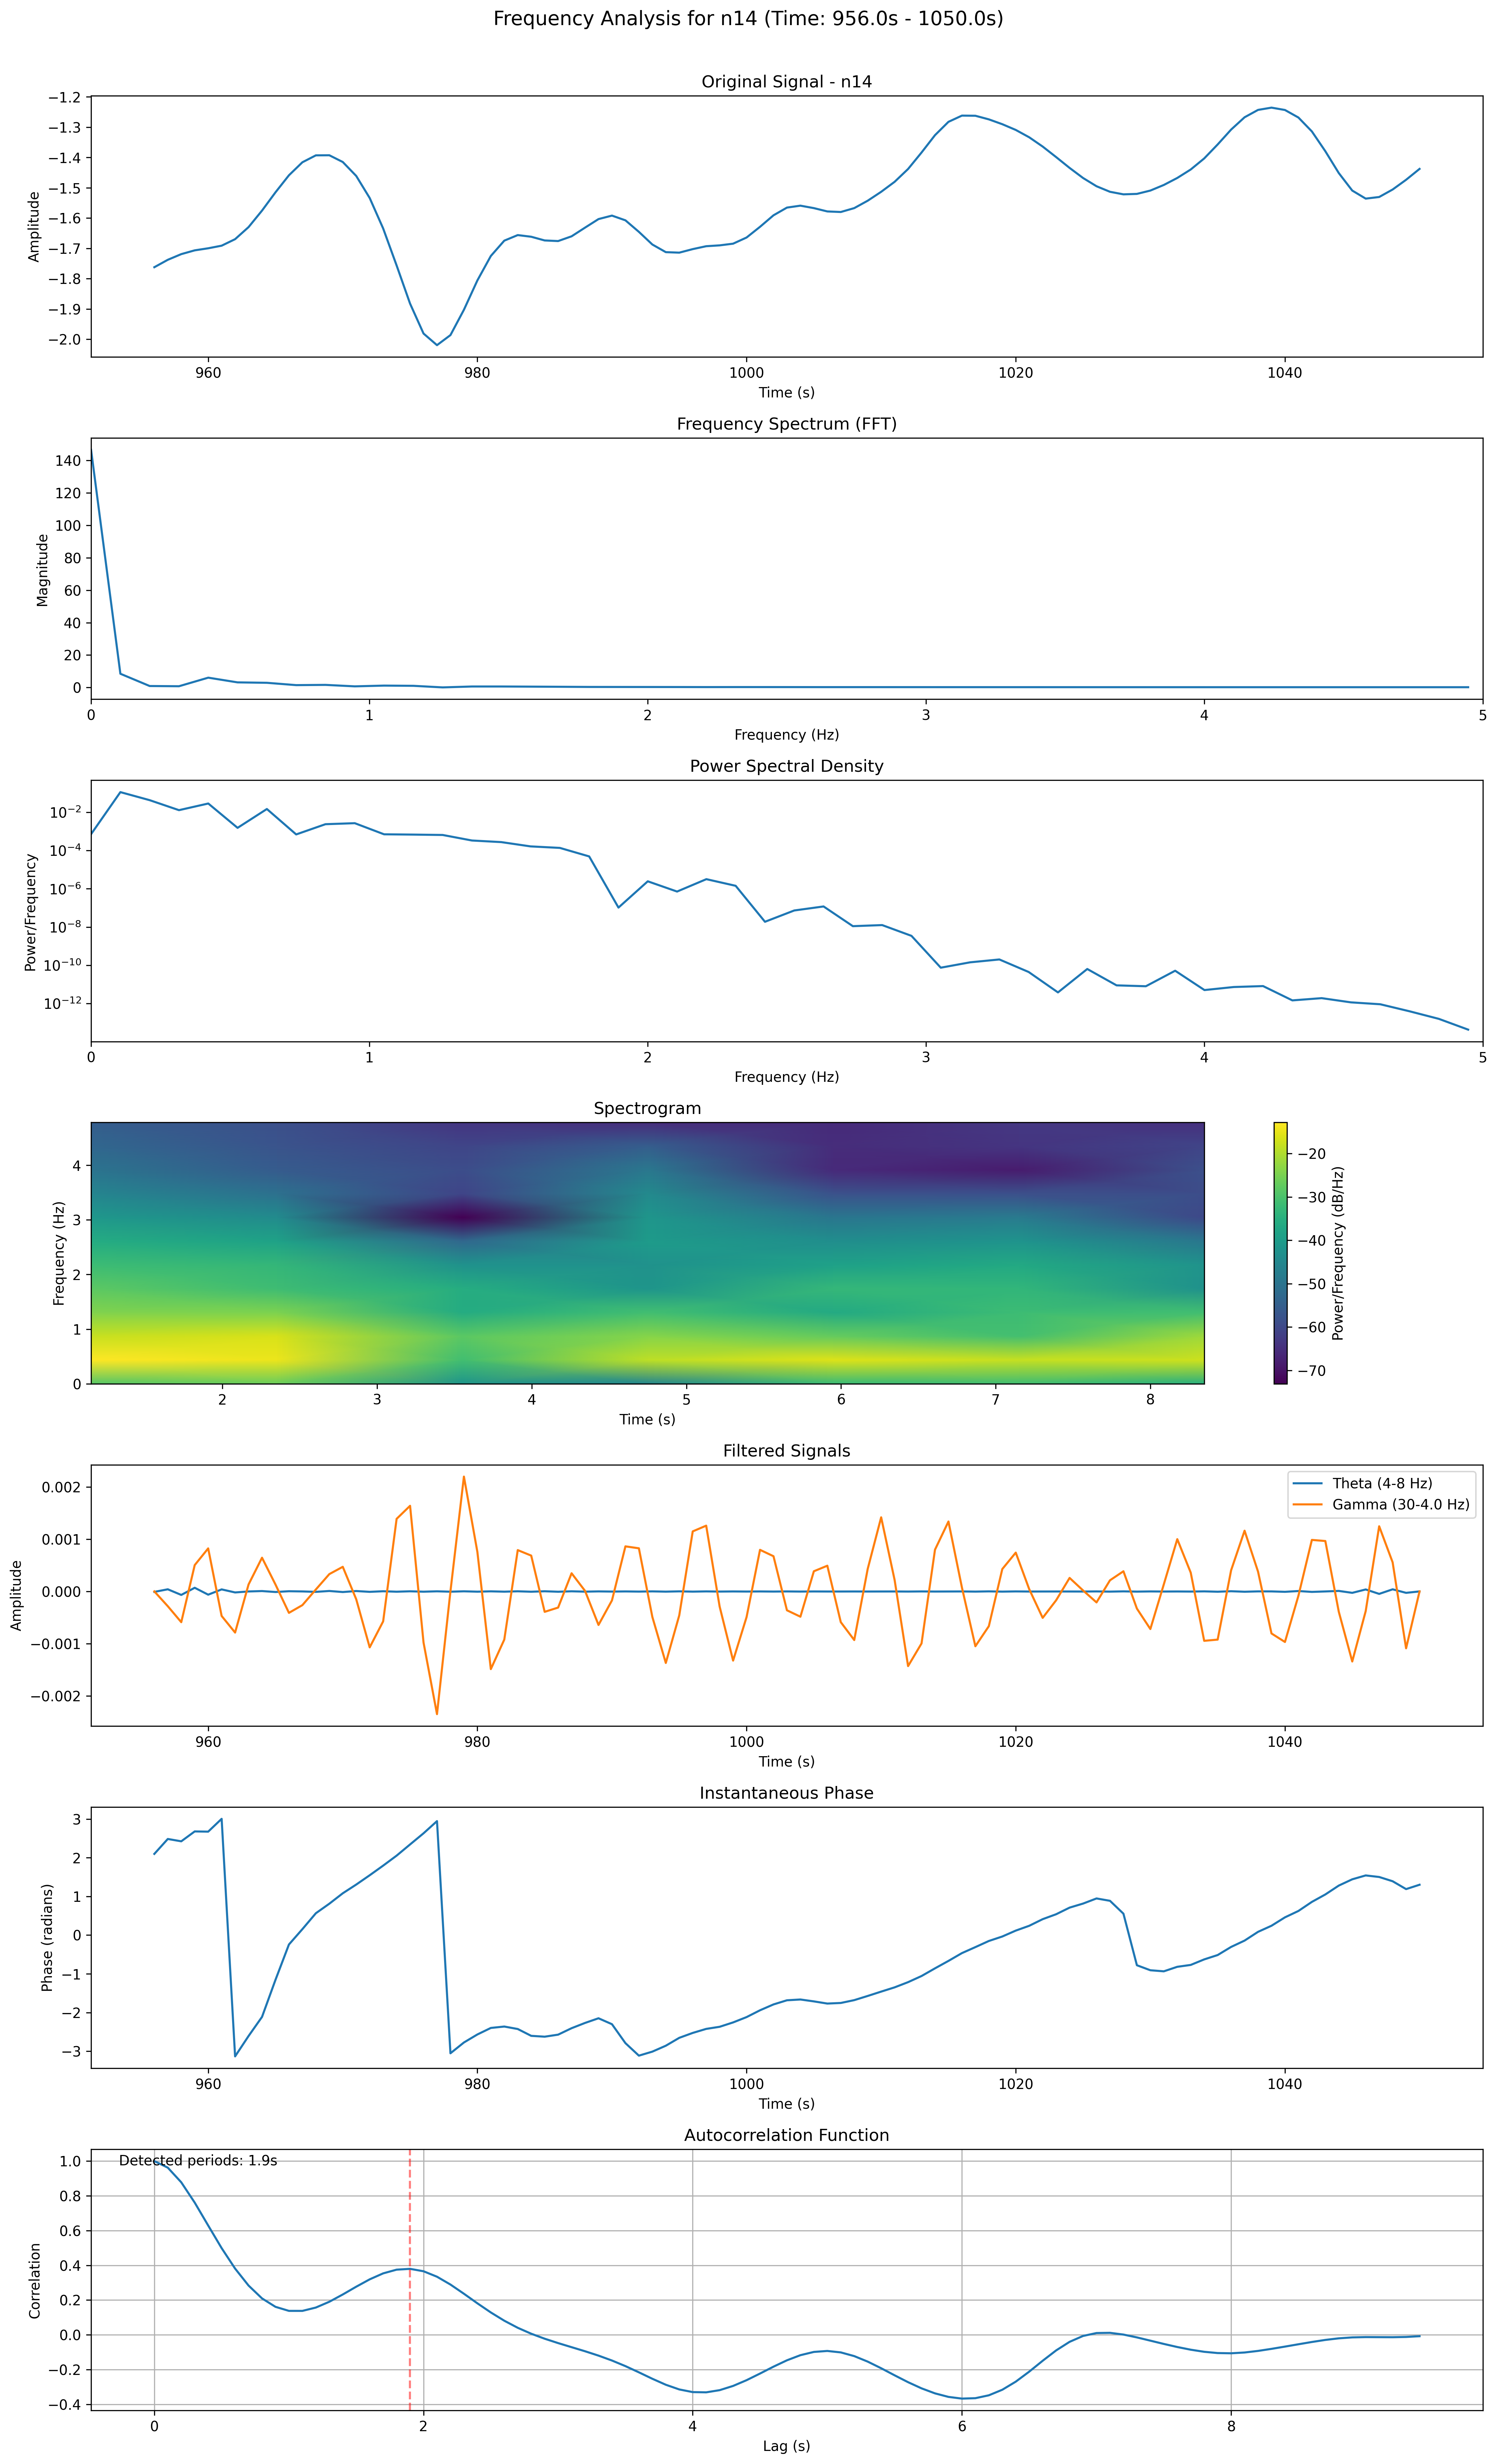 Frequency Analysis for n14 (Time: 956.0s - 1050.0s)
Original Signal - n14
−1.2
−1.3
−1.4
−1.5
−1.6
−1.7
−1.8
−1.9
−2.0
Amplitude
960 980 1000 1020 1040
Time (s)
Frequency Spectrum (FFT)
140
120
100
80
60
40
20
0
Magnitude
0 1 2 3 4 5
Frequency (Hz)
Power Spectral Density
10⁻²
10⁻⁴
10⁻⁶
10⁻⁸
10⁻¹⁰
10⁻¹²
Power/Frequency
0 1 2 3 4 5
Frequency (Hz)
Spectrogram
4
3
2
1
0
Frequency (Hz)
2 3 4 5 6 7 8
Time (s)
−20
−30
−40
−50
−60
−70
Power/Frequency (dB/Hz)
Filtered Signals
0.002
0.001
0.000
−0.001
−0.002
Amplitude
Theta (4-8 Hz)
Gamma (30-4.0 Hz)
960 980 1000 1020 1040
Time (s)
Instantaneous Phase
3
2
1
0
−1
−2
−3
Phase (radians)
960 980 1000 1020 1040
Time (s)
Autocorrelation Function
Detected periods: 1.9s
1.0
0.8
0.6
0.4
0.2
0.0
−0.2
−0.4
Correlation
0 2 4 6 8
Lag (s)